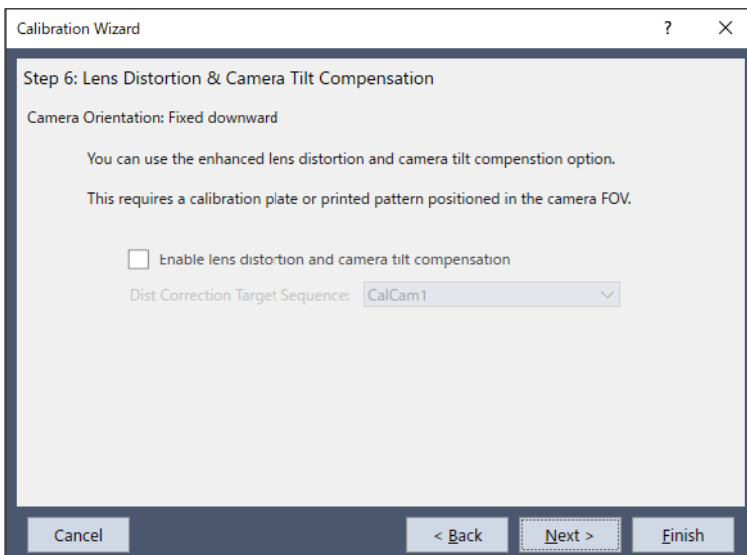 Calibration Wizard
? ×
Step 6: Lens Distortion & Camera Tilt Compensation
Camera Orientation: Fixed downward
You can use the enhanced lens distortion and camera tilt compenstion option.
This requires a calibration plate or printed pattern positioned in the camera FOV.
Enable lens distortion and camera tilt compensation
Dist Correction Target Sequence: CalCam1
Cancel < Back Next > Finish